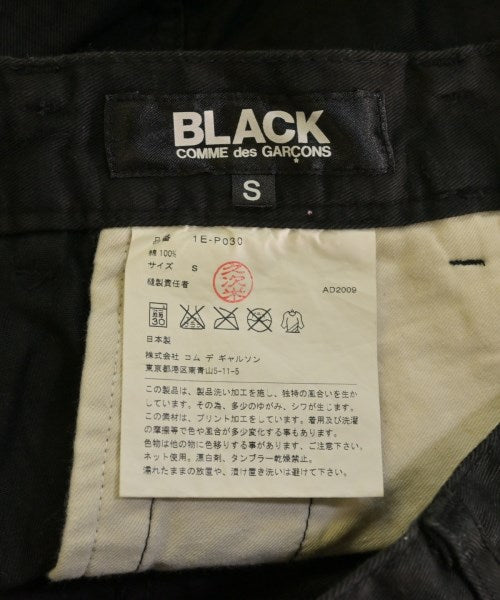 BLACK
COMME des GARÇONS
S
品番 1E-P030
綿 100%
サイズ S
縫製責任者
AD2009
30
日本製
株式会社 コム デ ギャルソン
東京都港区南青山5-11-5
この製品は、製品洗い加工を施し、独特の風合いを生か
しています。その為、多少のゆがみ、シワが生じます。
この素材は、プリント加工をしています。着用及び洗濯
の摩擦等で色や風合が多少変化する事もあります。
色物は他の物に色移りする事があります、ご注意下さい。
ネット使用。漂白剤、タンブラー乾燥禁忌。
濡れたままの放置や、漬け置き洗いは避けて下さい。